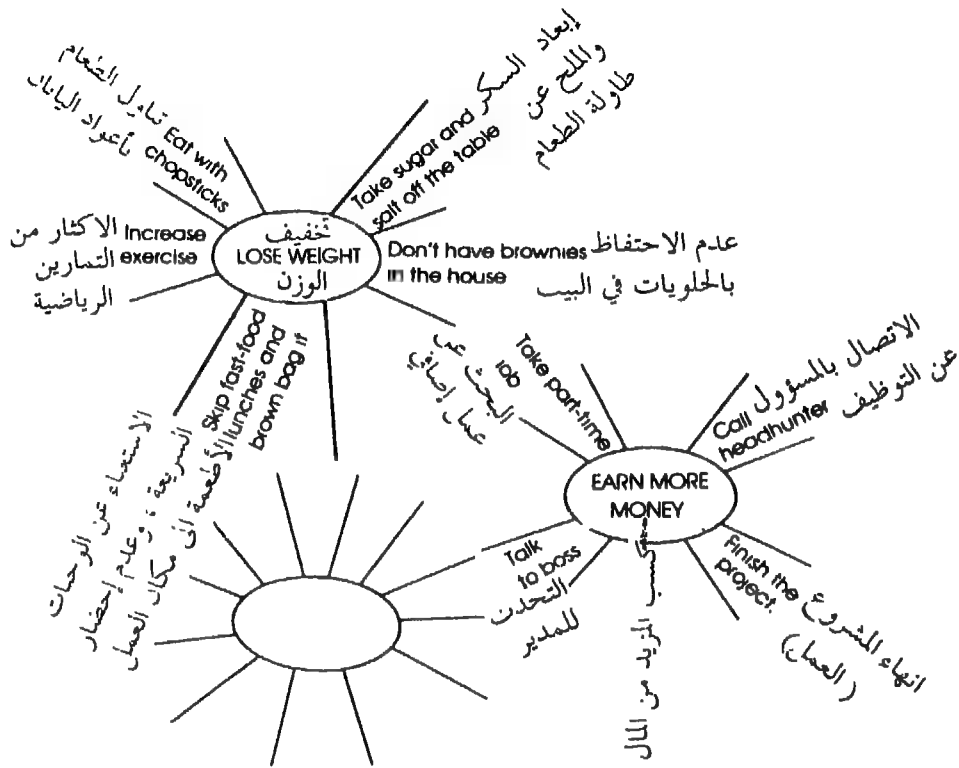 تناول الطعام
بأعواد اليابان
Eat with
chopsticks
Take sugar and
salt off the table
إبعاد السكر
والملح عن
طاولة الطعام
الاكثار من
التمارين
الرياضية
Increase
exercise
تخفيف
LOSE WEIGHT
الوزن
Don't have brownies
in the house
عدم الاحتفاظ
بالحلويات في البيت
Skip fast-food
lunches and
brown bag it
الاستغناء عن الوجبات
السريعة، وعدم إحضار
الأطعمة الى مكان العمل
Take part-time
job
البحث عن
عمل إضافي
Call
headhunter
الاتصال بالمسؤول
عن التوظيف
EARN MORE
MONEY
كسب المزيد من المال
Talk
to boss
التحدث
للمدير
Finish the
project.
انهاء المشروع
(العمل)